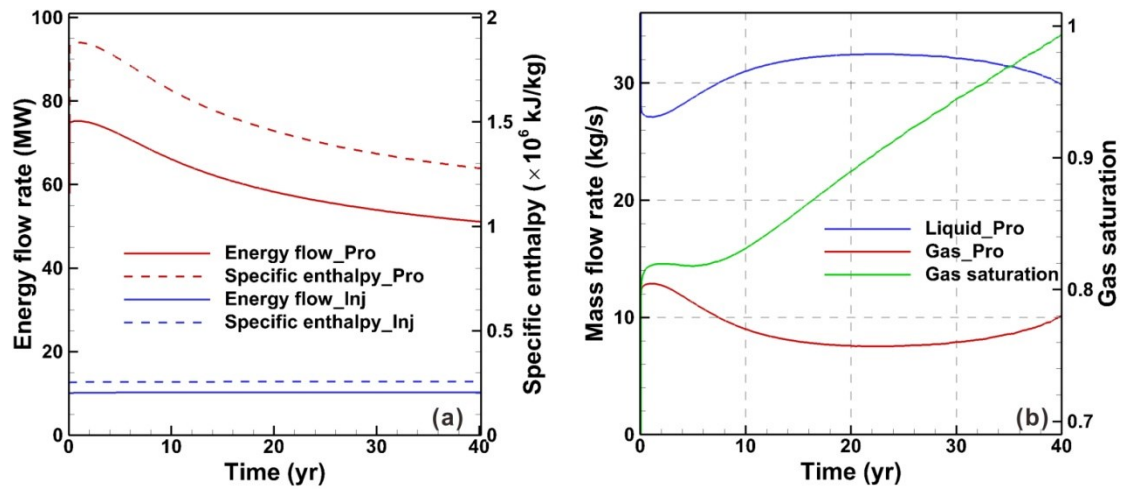 Energy flow rate (MW)
100
80
60
40
20
0
Energy flow_Pro
Specific enthalpy_Pro
Energy flow_Inj
Specific enthalpy_Inj
(a)
0 10 20 30 40
Time (yr)
2
1.5
1
0.5
0
Specific enthalpy (×10⁶ kJ/kg)
Mass flow rate (kg/s)
30
20
10
0
Liquid_Pro
Gas_Pro
Gas saturation
(b)
0 10 20 30 40
Time (yr)
1
0.9
0.8
0.7
Gas saturation